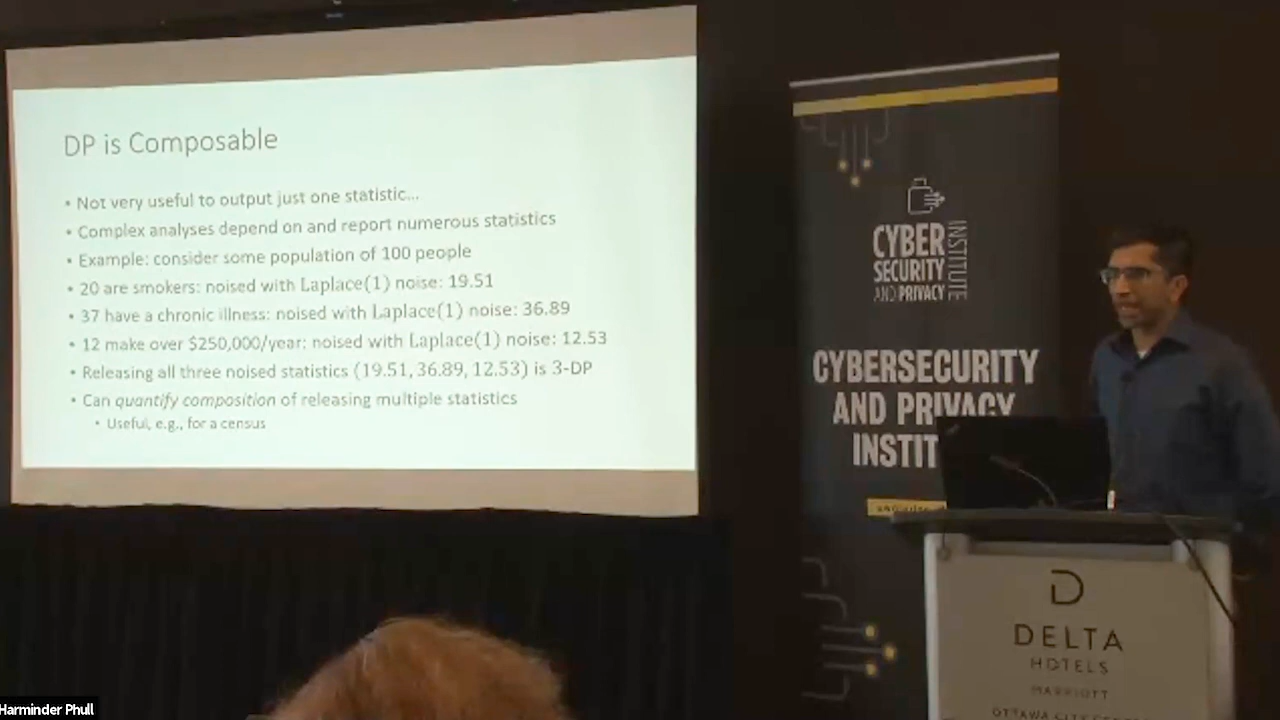 DP is Composable
• Not very useful to output just one statistic...
• Complex analyses depend on and report numerous statistics
• Example: consider some population of 100 people
• 20 are smokers: noised with Laplace(1) noise: 19.51
• 37 have a chronic illness: noised with Laplace(1) noise: 36.89
• 12 make over $250,000/year: noised with Laplace(1) noise: 12.53
• Releasing all three noised statistics (19.51, 36.89, 12.53) is 3-DP
• Can quantify composition of releasing multiple statistics
• Useful, e.g., for a census
CYBER
SECURITY
AND PRIVACY
INSTITUTE
CYBERSECURITY
AND PRIVACY
INSTIT
DELTA
HOTELS
MARRIOTT
OTTAWA CITY
Harminder Phull